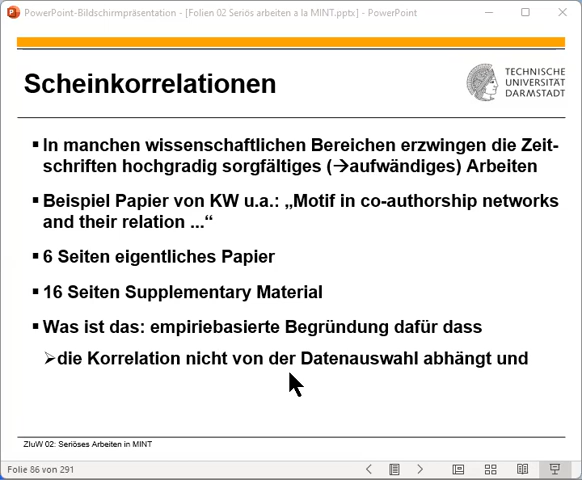 PowerPoint-Bildschirmpräsentation - [Folien 02 Seriös arbeiten a la MINT.pptx] - PowerPoint
Scheinkorrelationen
TECHNISCHE
UNIVERSITÄT
DARMSTADT
▪ In manchen wissenschaftlichen Bereichen erzwingen die Zeit-
schriften hochgradig sorgfältiges (→aufwändiges) Arbeiten
▪ Beispiel Papier von KW u.a.: „Motif in co-authorship networks
and their relation ...“
▪ 6 Seiten eigentliches Papier
▪ 16 Seiten Supplementary Material
▪ Was ist das: empiriebasierte Begründung dafür dass
➢die Korrelation nicht von der Datenauswahl abhängt und
ZIuW 02: Seriöses Arbeiten in MINT
Folie 86 von 291